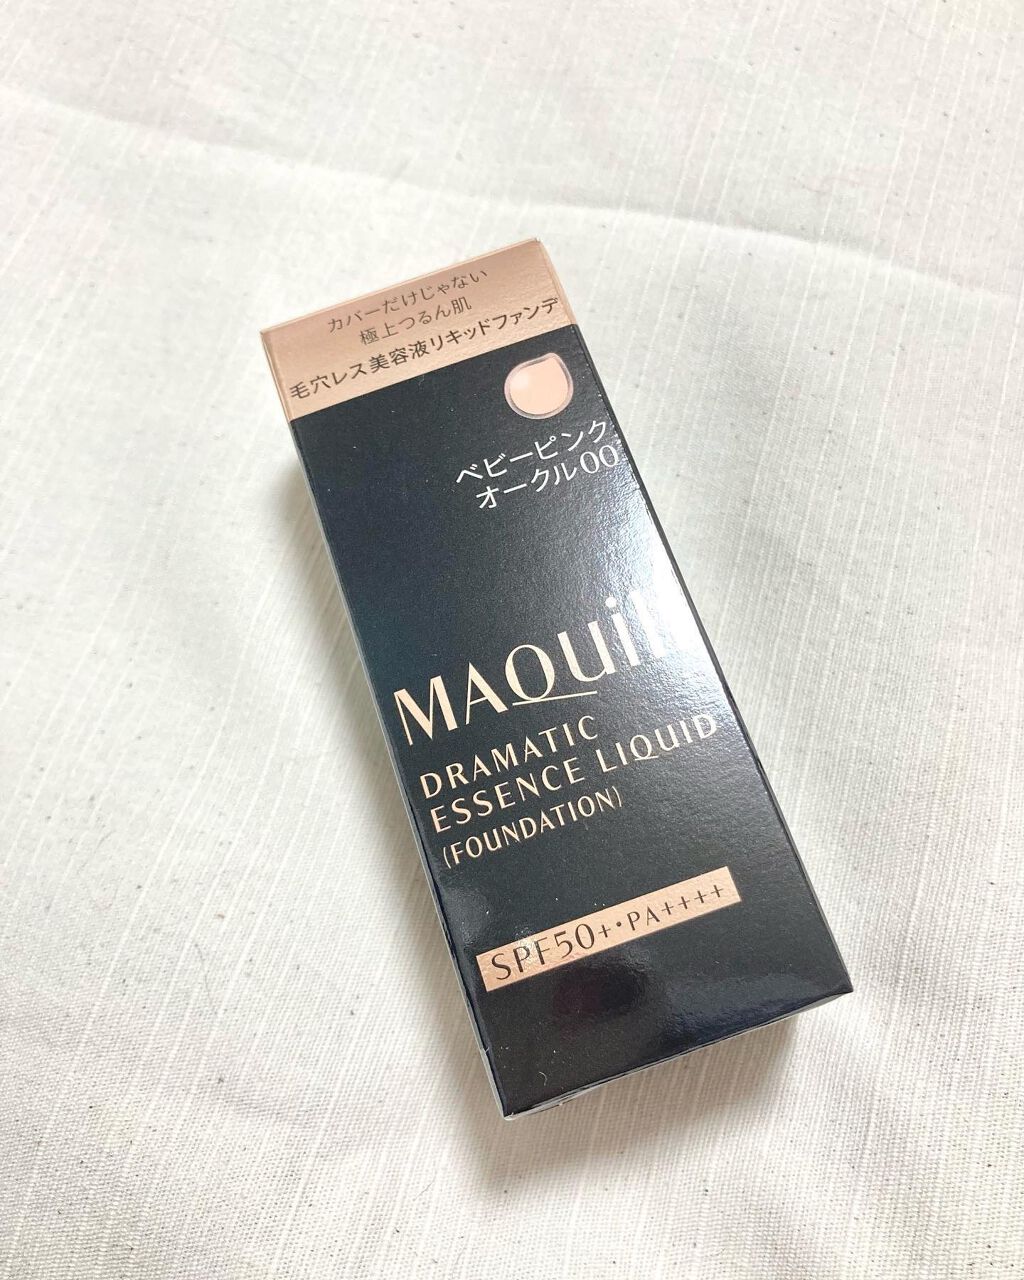 カバーだけじゃない
極上つるん肌
毛穴レス美容液リキッドファンデ
ベビーピンク
オークル00
MAQuil
DRAMATIC
ESSENCE LIQUID
(FOUNDATION)
SPF50+・PA++++